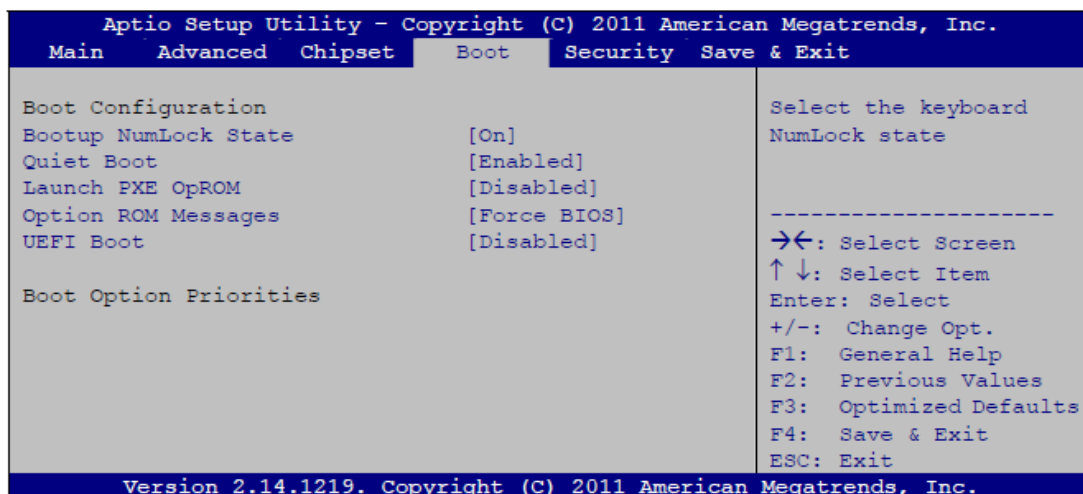 Aptio Setup Utility – Copyright (C) 2011 American Megatrends, Inc.
Main Advanced Chipset Boot Security Save & Exit
Boot Configuration
Bootup NumLock State [On]
Quiet Boot [Enabled]
Launch PXE OpROM [Disabled]
Option ROM Messages [Force BIOS]
UEFI Boot [Disabled]
Boot Option Priorities
Select the keyboard
NumLock state
---------------------
→←: Select Screen
↑ ↓: Select Item
Enter: Select
+/-: Change Opt.
F1: General Help
F2: Previous Values
F3: Optimized Defaults
F4: Save & Exit
ESC: Exit
Version 2.14.1219. Copyright (C) 2011 American Megatrends, Inc.